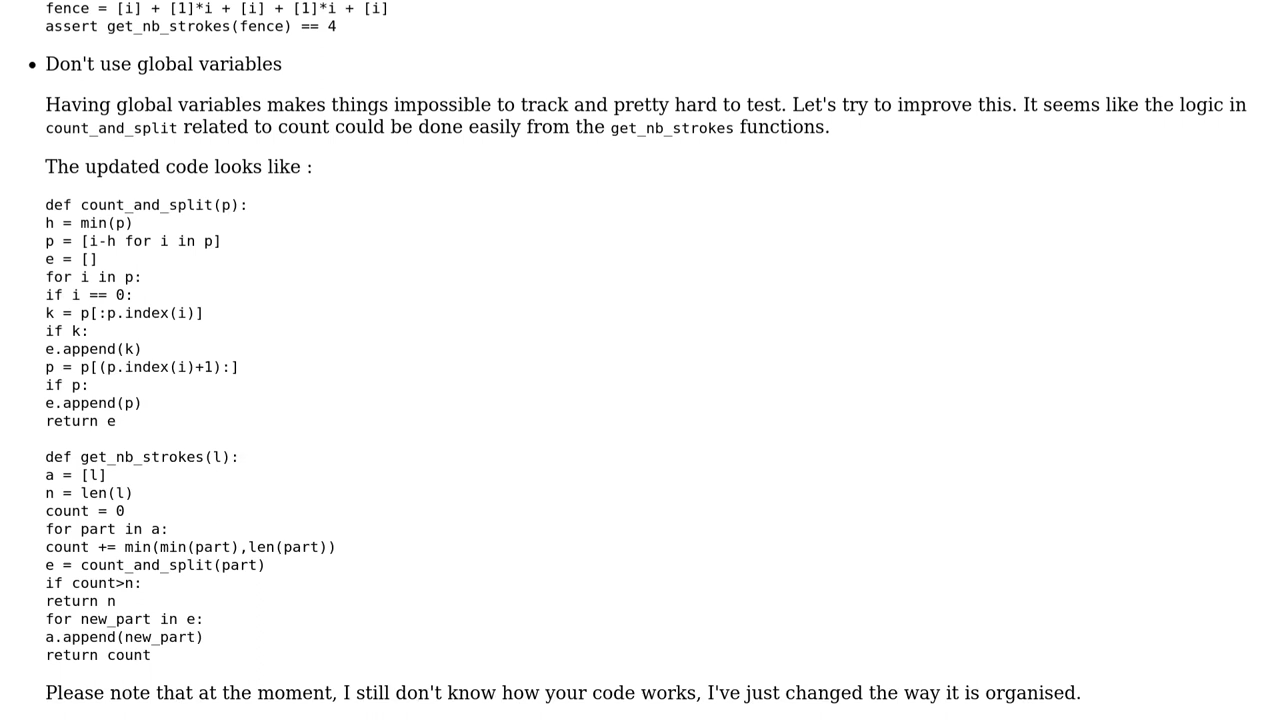 fence = [i] + [1]*i + [i] + [1]*i + [i]
assert get_nb_strokes(fence) == 4
• Don't use global variables
Having global variables makes things impossible to track and pretty hard to test. Let's try to improve this. It seems like the logic in
count_and_split related to count could be done easily from the get_nb_strokes functions.
The updated code looks like :
def count_and_split(p):
h = min(p)
p = [i-h for i in p]
e = []
for i in p:
if i == 0:
k = p[:p.index(i)]
if k:
e.append(k)
p = p[(p.index(i)+1):]
if p:
e.append(p)
return e
def get_nb_strokes(l):
a = [l]
n = len(l)
count = 0
for part in a:
count += min(min(part),len(part))
e = count_and_split(part)
if count>n:
return n
for new_part in e:
a.append(new_part)
return count
Please note that at the moment, I still don't know how your code works, I've just changed the way it is organised.